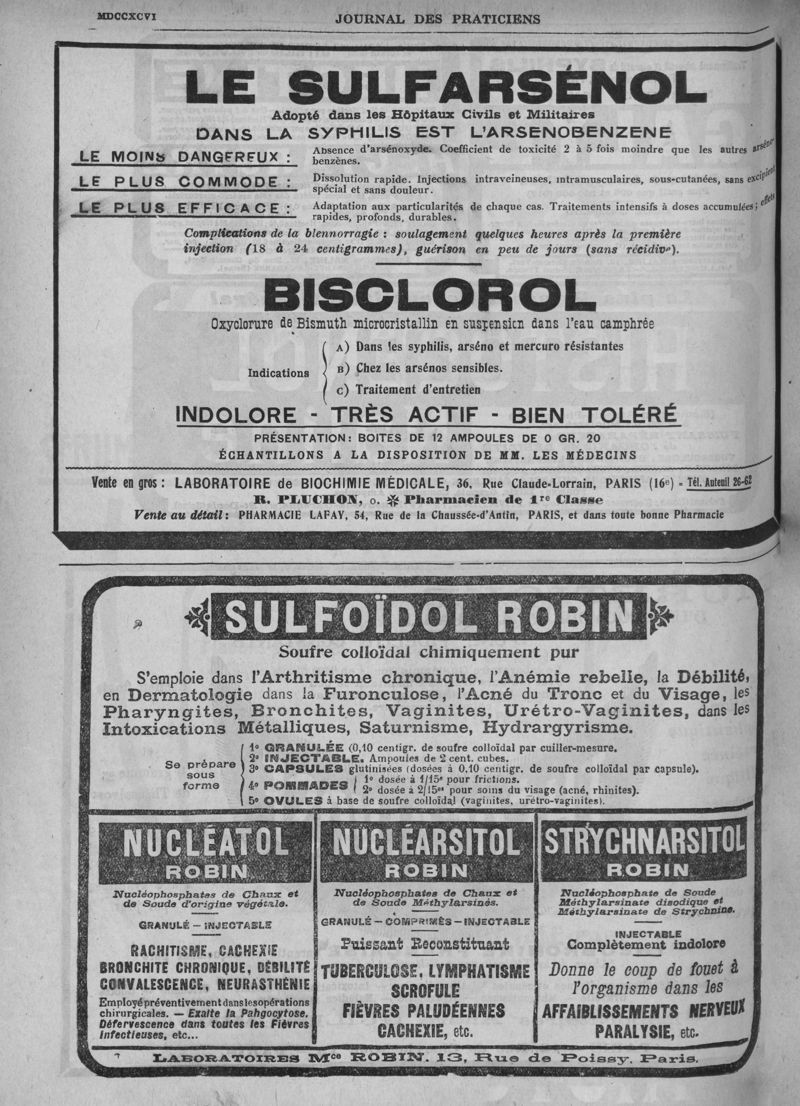 MDCCXCVI
JOURNAL DES PRATICIENS
LE SULFARSÉNOL
Adopté dans les Hôpitaux Civils et Militaires
DANS LA SYPHILIS EST L'ARSENOBENZENE
LE MOINS DANGEREUX : Absence d'arsénoxyde. Coefficient de toxicité 2 à 5 fois moindre que les autres arséno-
benzènes.
LE PLUS COMMODE : Dissolution rapide. Injections intraveineuses, intramusculaires, sous-cutanées, sans excipient
spécial et sans douleur.
LE PLUS EFFICACE : Adaptation aux particularités de chaque cas. Traitements intensifs à doses accumulées ; effets
rapides, profonds, durables.
Complications de la blennorragie : soulagement quelques heures après la première
injection (18 à 24 centigrammes), guérison en peu de jours (sans récidive).
BISCLOROL
Oxyclorure de Bismuth microcristallin en suspension dans l'eau camphrée
Indications
A) Dans les syphilis, arséno et mercuro résistantes
B) Chez les arsénos sensibles.
C) Traitement d'entretien
INDOLORE - TRÈS ACTIF - BIEN TOLÉRÉ
PRÉSENTATION: BOITES DE 12 AMPOULES DE 0 GR. 20
ÉCHANTILLONS A LA DISPOSITION DE MM. LES MÉDECINS
Vente en gros : LABORATOIRE de BIOCHIMIE MÉDICALE, 36, Rue Claude-Lorrain, PARIS (16e) - Tél. Auteuil 26-62
R. PLUCHON, O. ✻ Pharmacien de 1re Classe
Vente au détail : PHARMACIE LAFAY, 54, Rue de la Chaussée-d'Antin, PARIS, et dans toute bonne Pharmacie
SULFOÏDOL ROBIN
Soufre colloïdal chimiquement pur
S'emploie dans l'Arthritisme chronique, l'Anémie rebelle, la Débilité,
en Dermatologie dans la Furonculose, l'Acné du Tronc et du Visage, les
Pharyngites, Bronchites, Vaginites, Urétro-Vaginites, dans les
Intoxications Métalliques, Saturnisme, Hydrargyrisme.
Se prépare
sous
forme
1º GRANULÉE (0,10 centigr. de soufre colloïdal par cuiller-mesure.
2º INJECTABLE. Ampoules de 2 cent. cubes.
3º CAPSULES glutinisées (dosées à 0,10 centigr. de soufre colloïdal par capsule).
4º POMMADES
1º dosée à 1/15e pour frictions.
2º dosée à 2/15es pour soins du visage (acné, rhinites).
5º OVULES à base de soufre colloïdal (vaginites, urétro-vaginites).
NUCLÉATOL
ROBIN
Nucléophosphates de Chaux et
de Soude d'origine végétale.
GRANULÉ — INJECTABLE
RACHITISME, CACHEXIE
BRONCHITE CHRONIQUE, DÉBILITÉ
CONVALESCENCE, NEURASTHÉNIE
Employé préventivement dans les opérations
chirurgicales. — Exalte la Pahgocytose.
Défervescence dans toutes les Fièvres
Infectieuses, etc...
NUCLÉARSITOL
ROBIN
Nucléophosphates de Chaux et
de Soude Méthylarsinés.
GRANULÉ — COMPRIMÉS — INJECTABLE
Puissant Reconstituant
TUBERCULOSE, LYMPHATISME
SCROFULE
FIÈVRES PALUDÉENNES
CACHEXIE, etc.
STRYCHNARSITOL
ROBIN
Nucléophosphate de Soude
Méthylarsinate disodique et
Méthylarsinate de Strychnine.
INJECTABLE
Complètement indolore
Donne le coup de fouet à
l'organisme dans les
AFFAIBLISSEMENTS NERVEUX
PARALYSIE, etc.
LABORATOIRES Mce ROBIN. 13, Rue de Poissy. Paris.